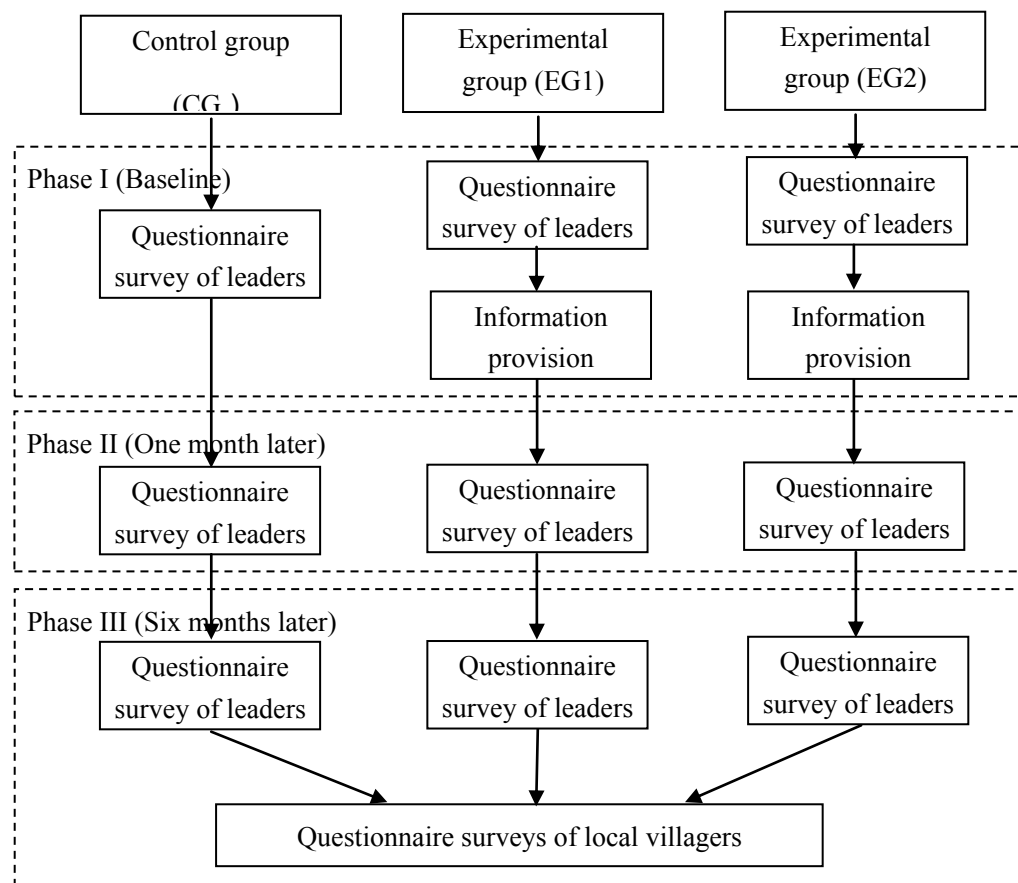 Control group
(CG )
Experimental
group (EG1)
Experimental
group (EG2)
Phase I (Baseline)
Questionnaire
survey of leaders
Questionnaire
survey of leaders
Questionnaire
survey of leaders
Information
provision
Information
provision
Phase II (One month later)
Questionnaire
survey of leaders
Questionnaire
survey of leaders
Questionnaire
survey of leaders
Phase III (Six months later)
Questionnaire
survey of leaders
Questionnaire
survey of leaders
Questionnaire
survey of leaders
Questionnaire surveys of local villagers